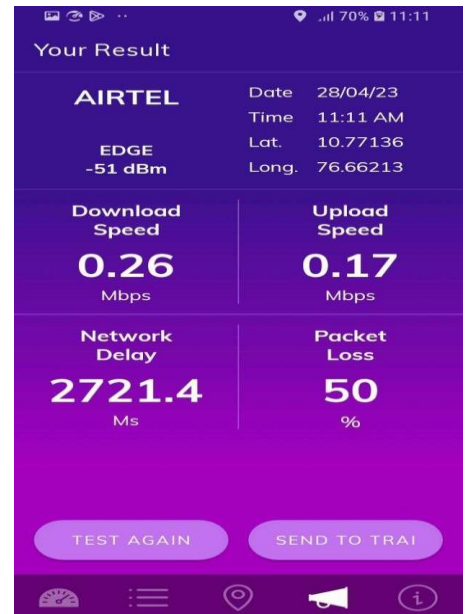 70% 11:11
Your Result
AIRTEL
EDGE
-51 dBm
Date 28/04/23
Time 11:11 AM
Lat. 10.77136
Long. 76.66213
Download
Speed
0.26
Mbps
Upload
Speed
0.17
Mbps
Network
Delay
2721.4
Ms
Packet
Loss
50
%
TEST AGAIN
SEND TO TRAI